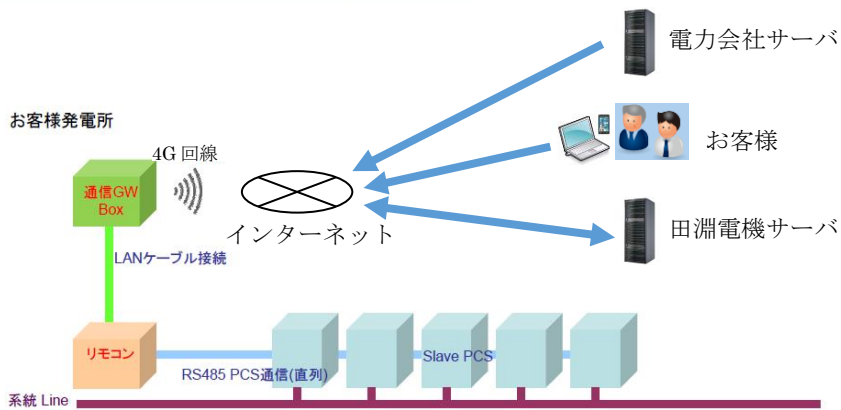 電力会社サーバ
お客様発電所
4G 回線
お客様
通信GW
Box
インターネット
田淵電機サーバ
LANケーブル接続
リモコン
Slave PCS
RS485 PCS通信(直列)
系統 Line